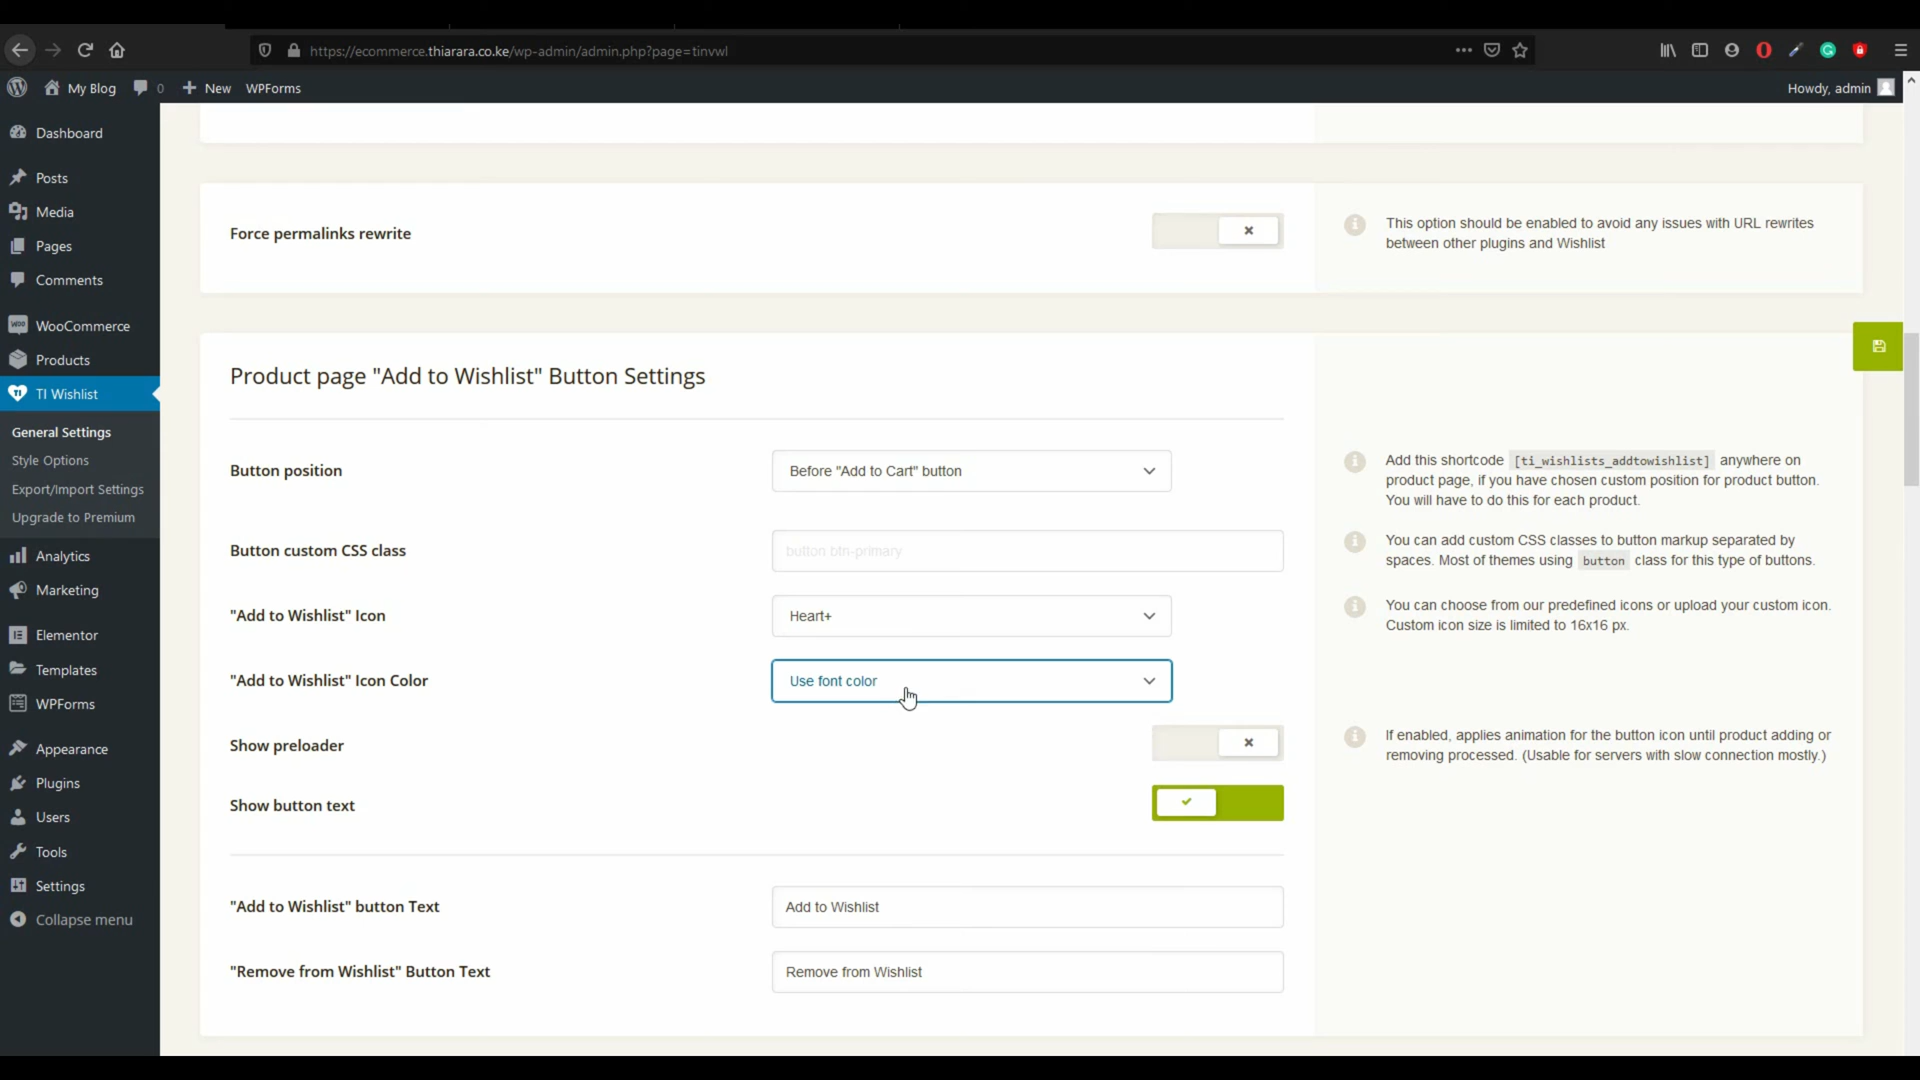 https://ecommerce.thiarara.co.ke/wp-admin/admin.php?page=tinvwl
My Blog
0
New
WPForms
Howdy, admin
Dashboard
Posts
Media
Pages
Comments
WooCommerce
Products
TI Wishlist
General Settings
Style Options
Export/Import Settings
Upgrade to Premium
Analytics
Marketing
Elementor
Templates
WPForms
Appearance
Plugins
Users
Tools
Settings
Collapse menu
Force permalinks rewrite
This option should be enabled to avoid any issues with URL rewrites
between other plugins and Wishlist
Product page "Add to Wishlist" Button Settings
Button position
Before "Add to Cart" button
Add this shortcode [ti_wishlists_addtowishlist] anywhere on
product page, if you have chosen custom position for product button.
You will have to do this for each product.
Button custom CSS class
button btn-primary
You can add custom CSS classes to button markup separated by
spaces. Most of themes using button class for this type of buttons.
"Add to Wishlist" Icon
Heart+
You can choose from our predefined icons or upload your custom icon.
Custom icon size is limited to 16x16 px.
"Add to Wishlist" Icon Color
Use font color
Show preloader
If enabled, applies animation for the button icon until product adding or
removing processed. (Usable for servers with slow connection mostly.)
Show button text
"Add to Wishlist" button Text
Add to Wishlist
"Remove from Wishlist" Button Text
Remove from Wishlist